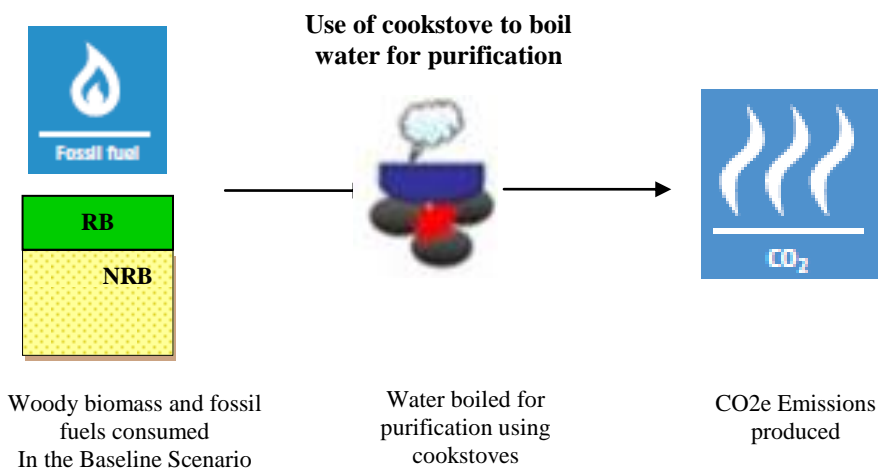 Use of cookstove to boil
water for purification
Fossil fuel
RB
NRB
CO2
Woody biomass and fossil
fuels consumed
In the Baseline Scenario
Water boiled for
purification using
cookstoves
CO2e Emissions
produced